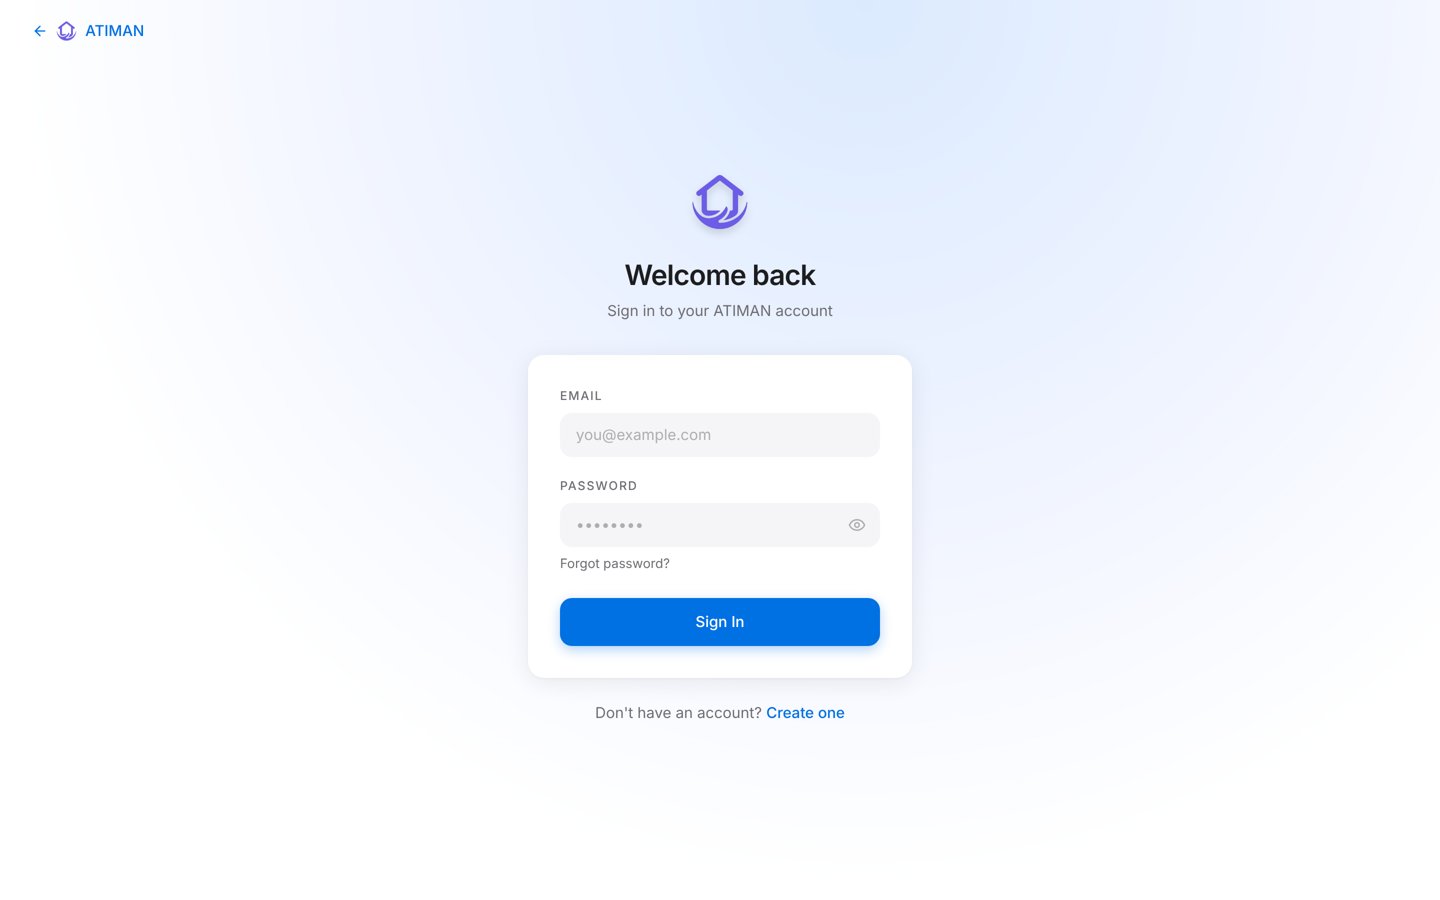 ATIMAN
Welcome back
Sign in to your ATIMAN account
EMAIL
you@example.com
PASSWORD
••••••••
Forgot password?
Sign In
Don't have an account? Create one